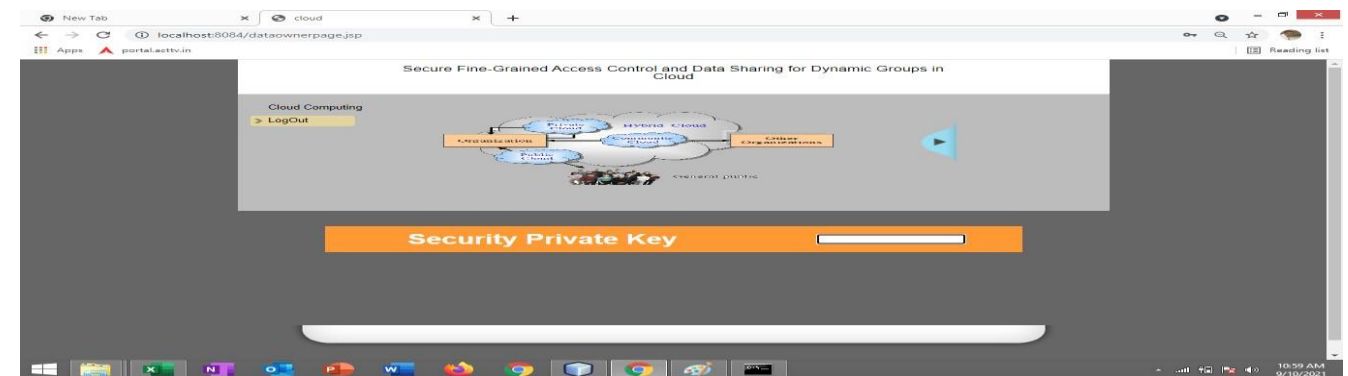 New Tab
cloud
localhost:8084/dataownerpage.jsp
Apps
portal.acttv.in
Reading list
Secure Fine-Grained Access Control and Data Sharing for Dynamic Groups in
Cloud
Cloud Computing
> LogOut
Private
Cloud
Hybrid Cloud
Organization
Community
Cloud
Other
Organizations
Public
Cloud
General public
Security Private Key
10:59 AM
9/10/2021